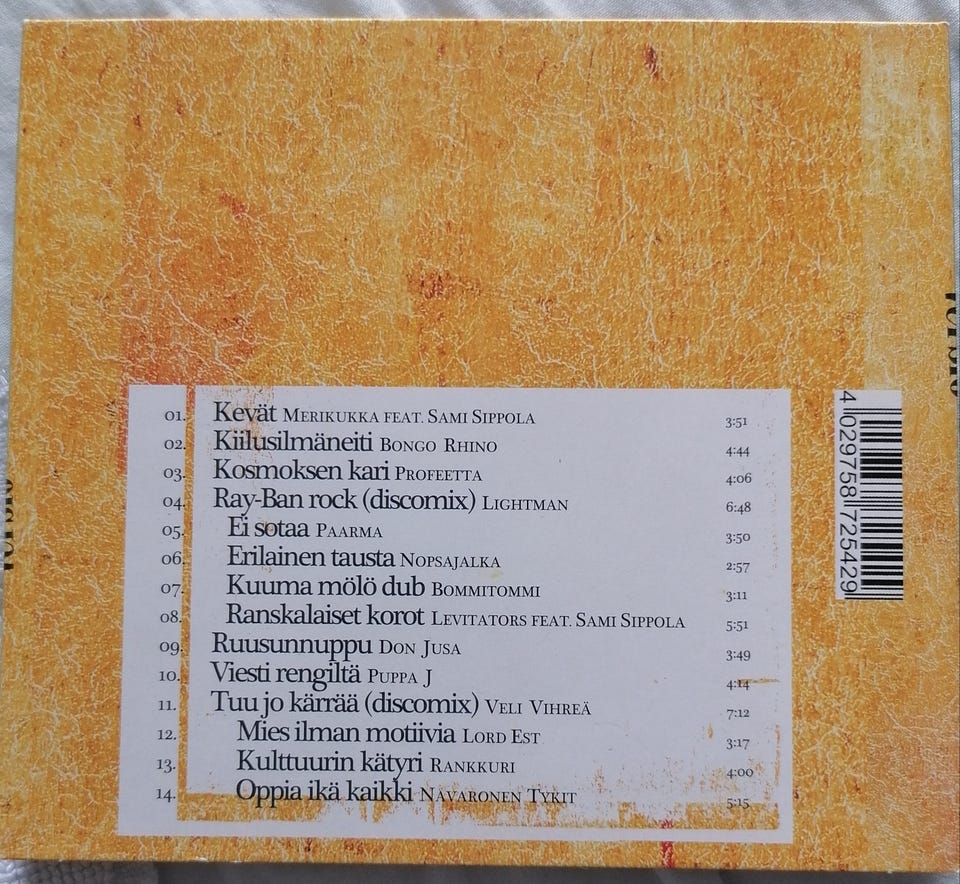 01. Kevät MERIKUKKA FEAT. SAMI SIPPOLA 3:51
02. Kiilusilmäneiti BONGO RHINO 4:44
03. Kosmoksen kari PROFEETTA 4:06
04. Ray-Ban rock (discomix) LIGHTMAN 6:48
05. Ei sotaa PAARMA 3:50
06. Erilainen tausta NOPSAJALKA 2:57
07. Kuuma mölö dub BOMMITOMMI 3:11
08. Ranskalaiset korot LEVITATORS FEAT. SAMI SIPPOLA 5:51
09. Ruusunnuppu DON JUSA 3:49
10. Viesti rengiltä PUPPA J 4:14
11. Tuu jo kärrää (discomix) VELI VIHREÄ 7:12
12. Mies ilman motiivia LORD EST 3:17
13. Kulttuurin kätyri RANKKURI 4:00
14. Oppia ikä kaikki NAVARONEN TYKIT 5:15
4 029758 725429